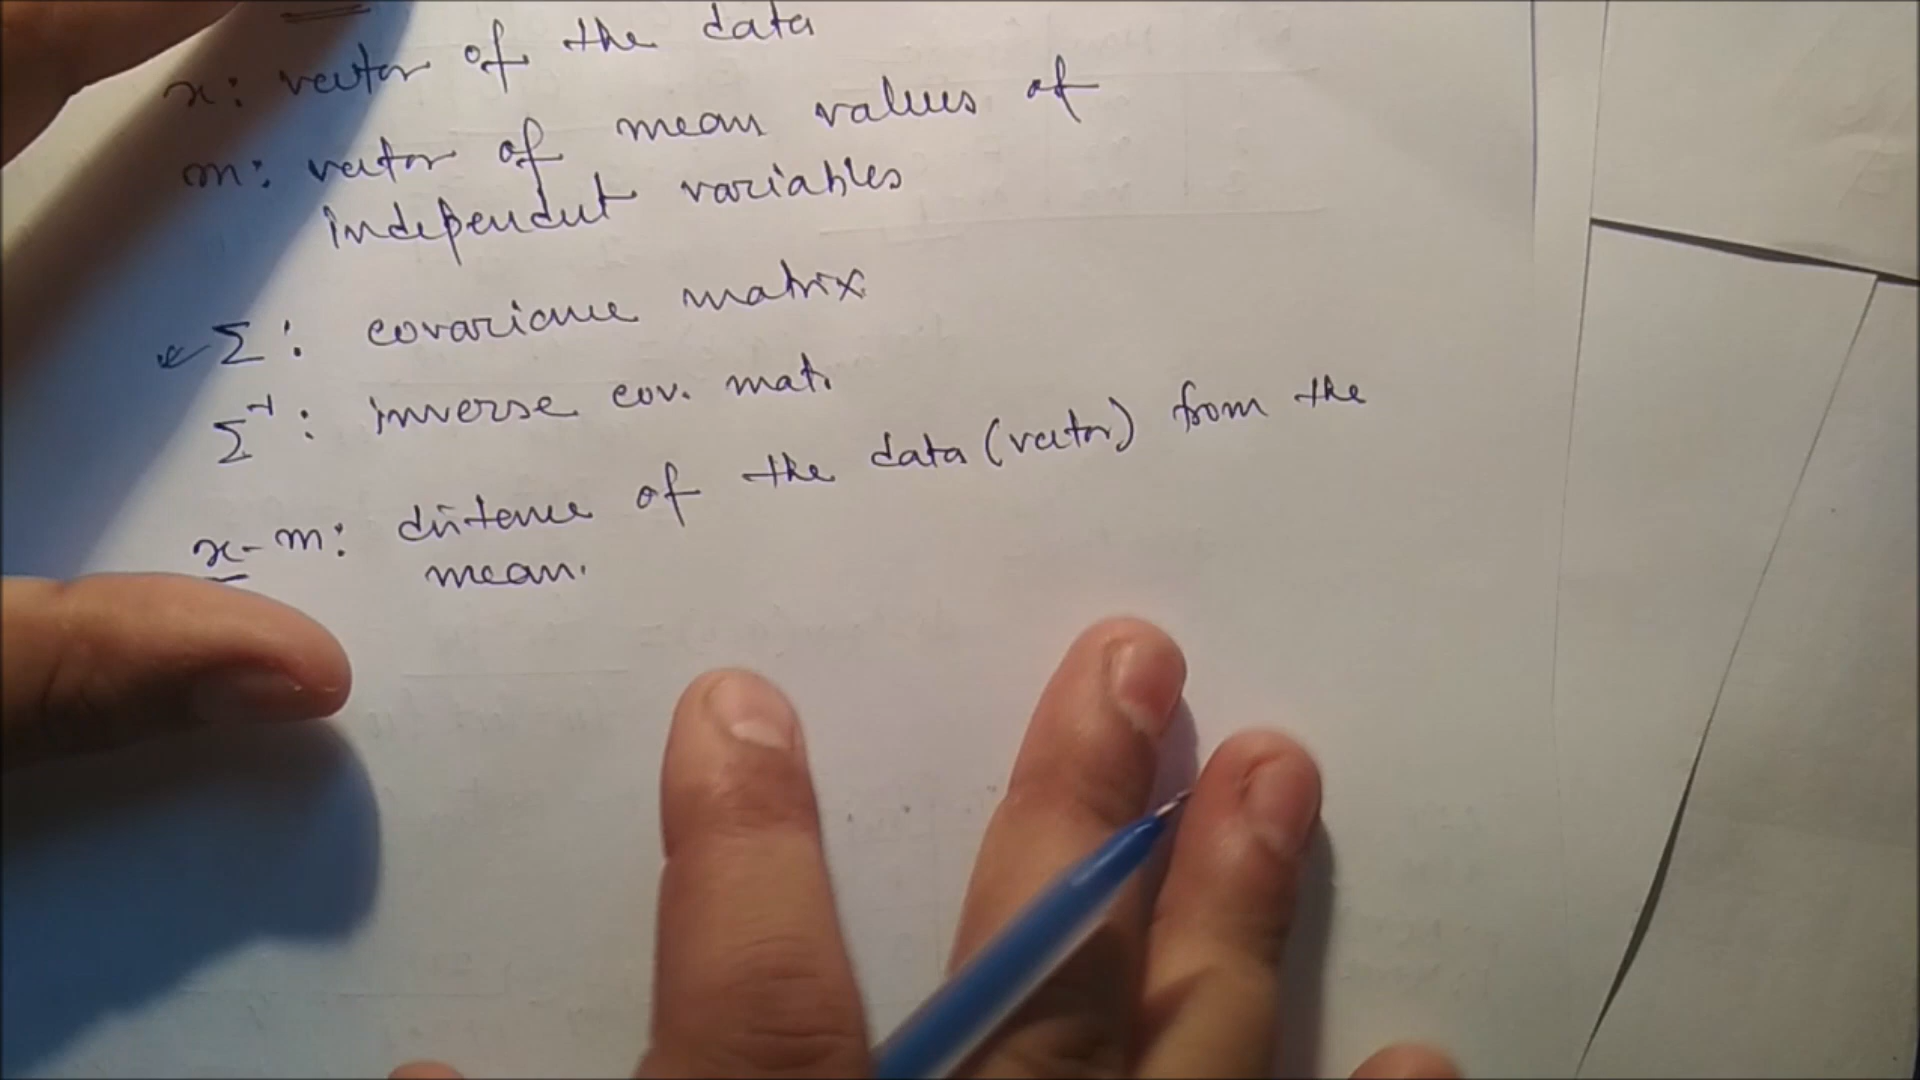 x: vector of the data
m: vector of mean values of
independent variables
Σ: covariance matrix
Σ⁻¹: inverse cov. mat.
x-m: distance of the data (vector) from the
mean.